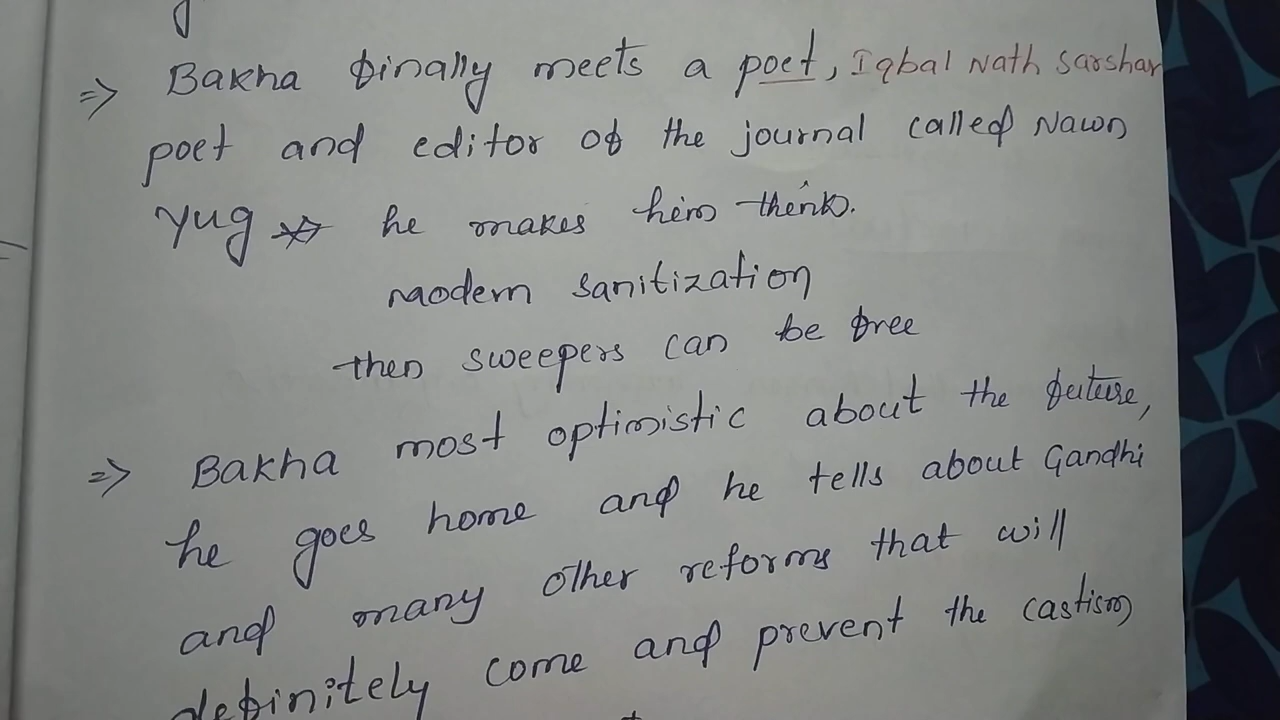 => Bakha finally meets a poet, Iqbal Nath Sarshar
poet and editor of the journal called Nawn
Yug ☆ he makes him think.
Modern sanitization
then sweepers can be free
=> Bakha most optimistic about the future,
he goes home and he tells about Gandhi
and many other reforms that will
definitely come and prevent the castism